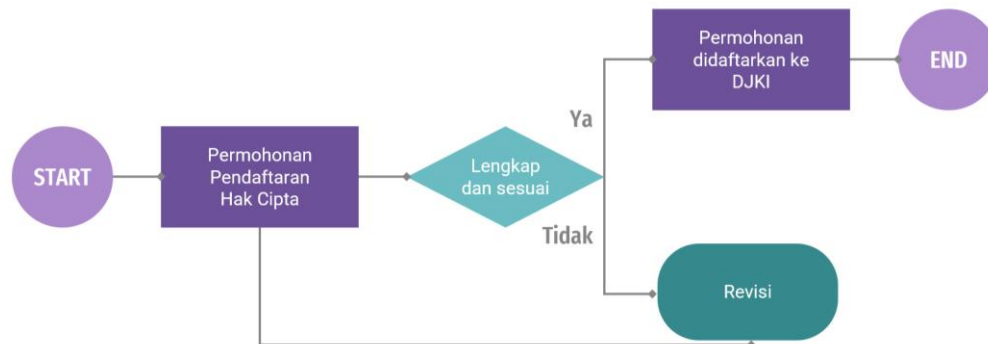 START
Permohonan
Pendaftaran
Hak Cipta
Lengkap
dan sesuai
Ya
Permohonan
didaftarkan ke
DJKI
END
Tidak
Revisi